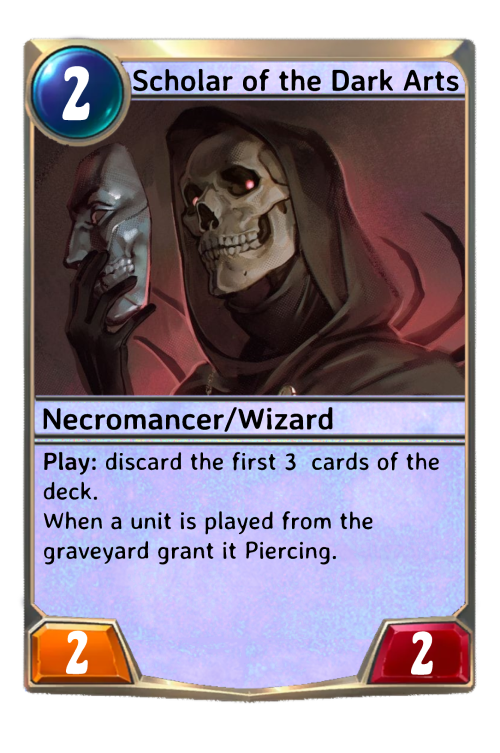 2
Scholar of the Dark Arts
Necromancer/Wizard
Play: discard the first 3 cards of the
deck.
When a unit is played from the
graveyard grant it Piercing.
2
2